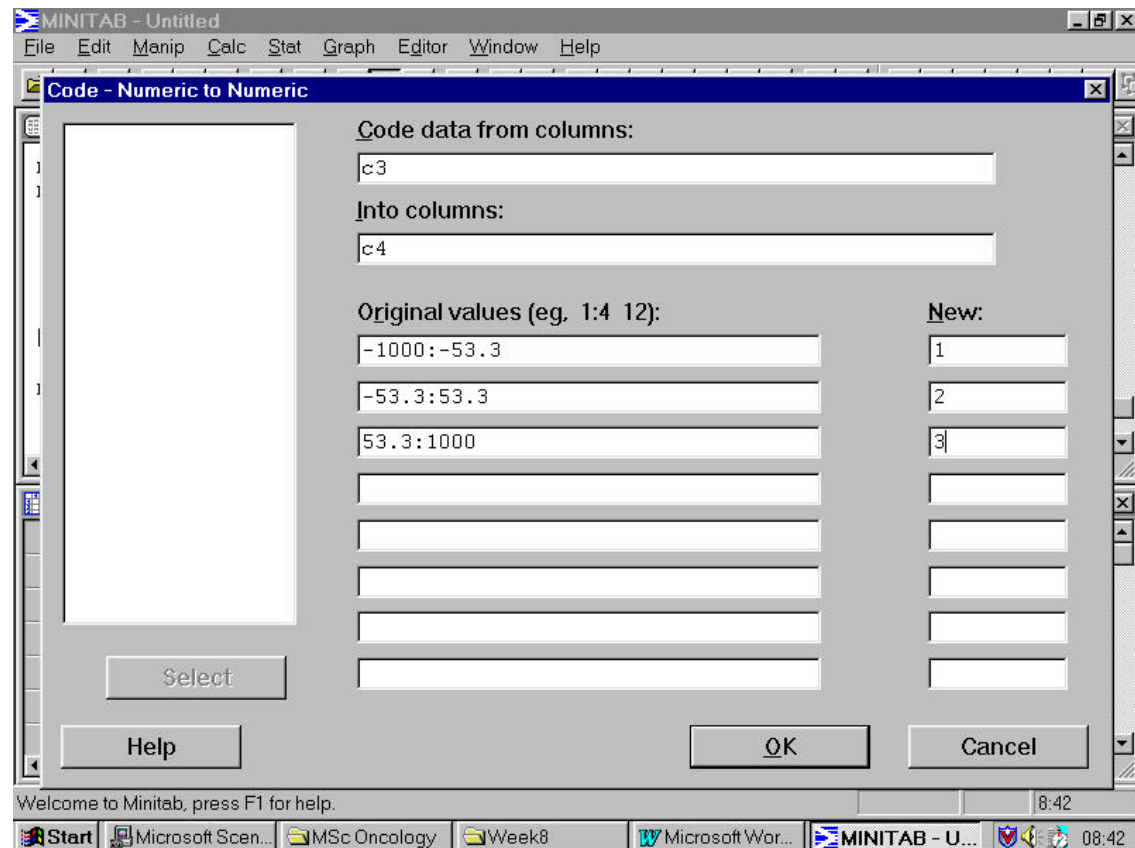 MINITAB - Untitled
File Edit Manip Calc Stat Graph Editor Window Help
Code - Numeric to Numeric
Code data from columns:
c3
Into columns:
c4
Original values (eg, 1:4 12): New:
-1000:-53.3 1
-53.3:53.3 2
53.3:1000 3
Select
Help OK Cancel
Welcome to Minitab, press F1 for help. 8:42
Start Microsoft Scen... MSc Oncology Week8 Microsoft Wor... MINITAB - U... 08:42